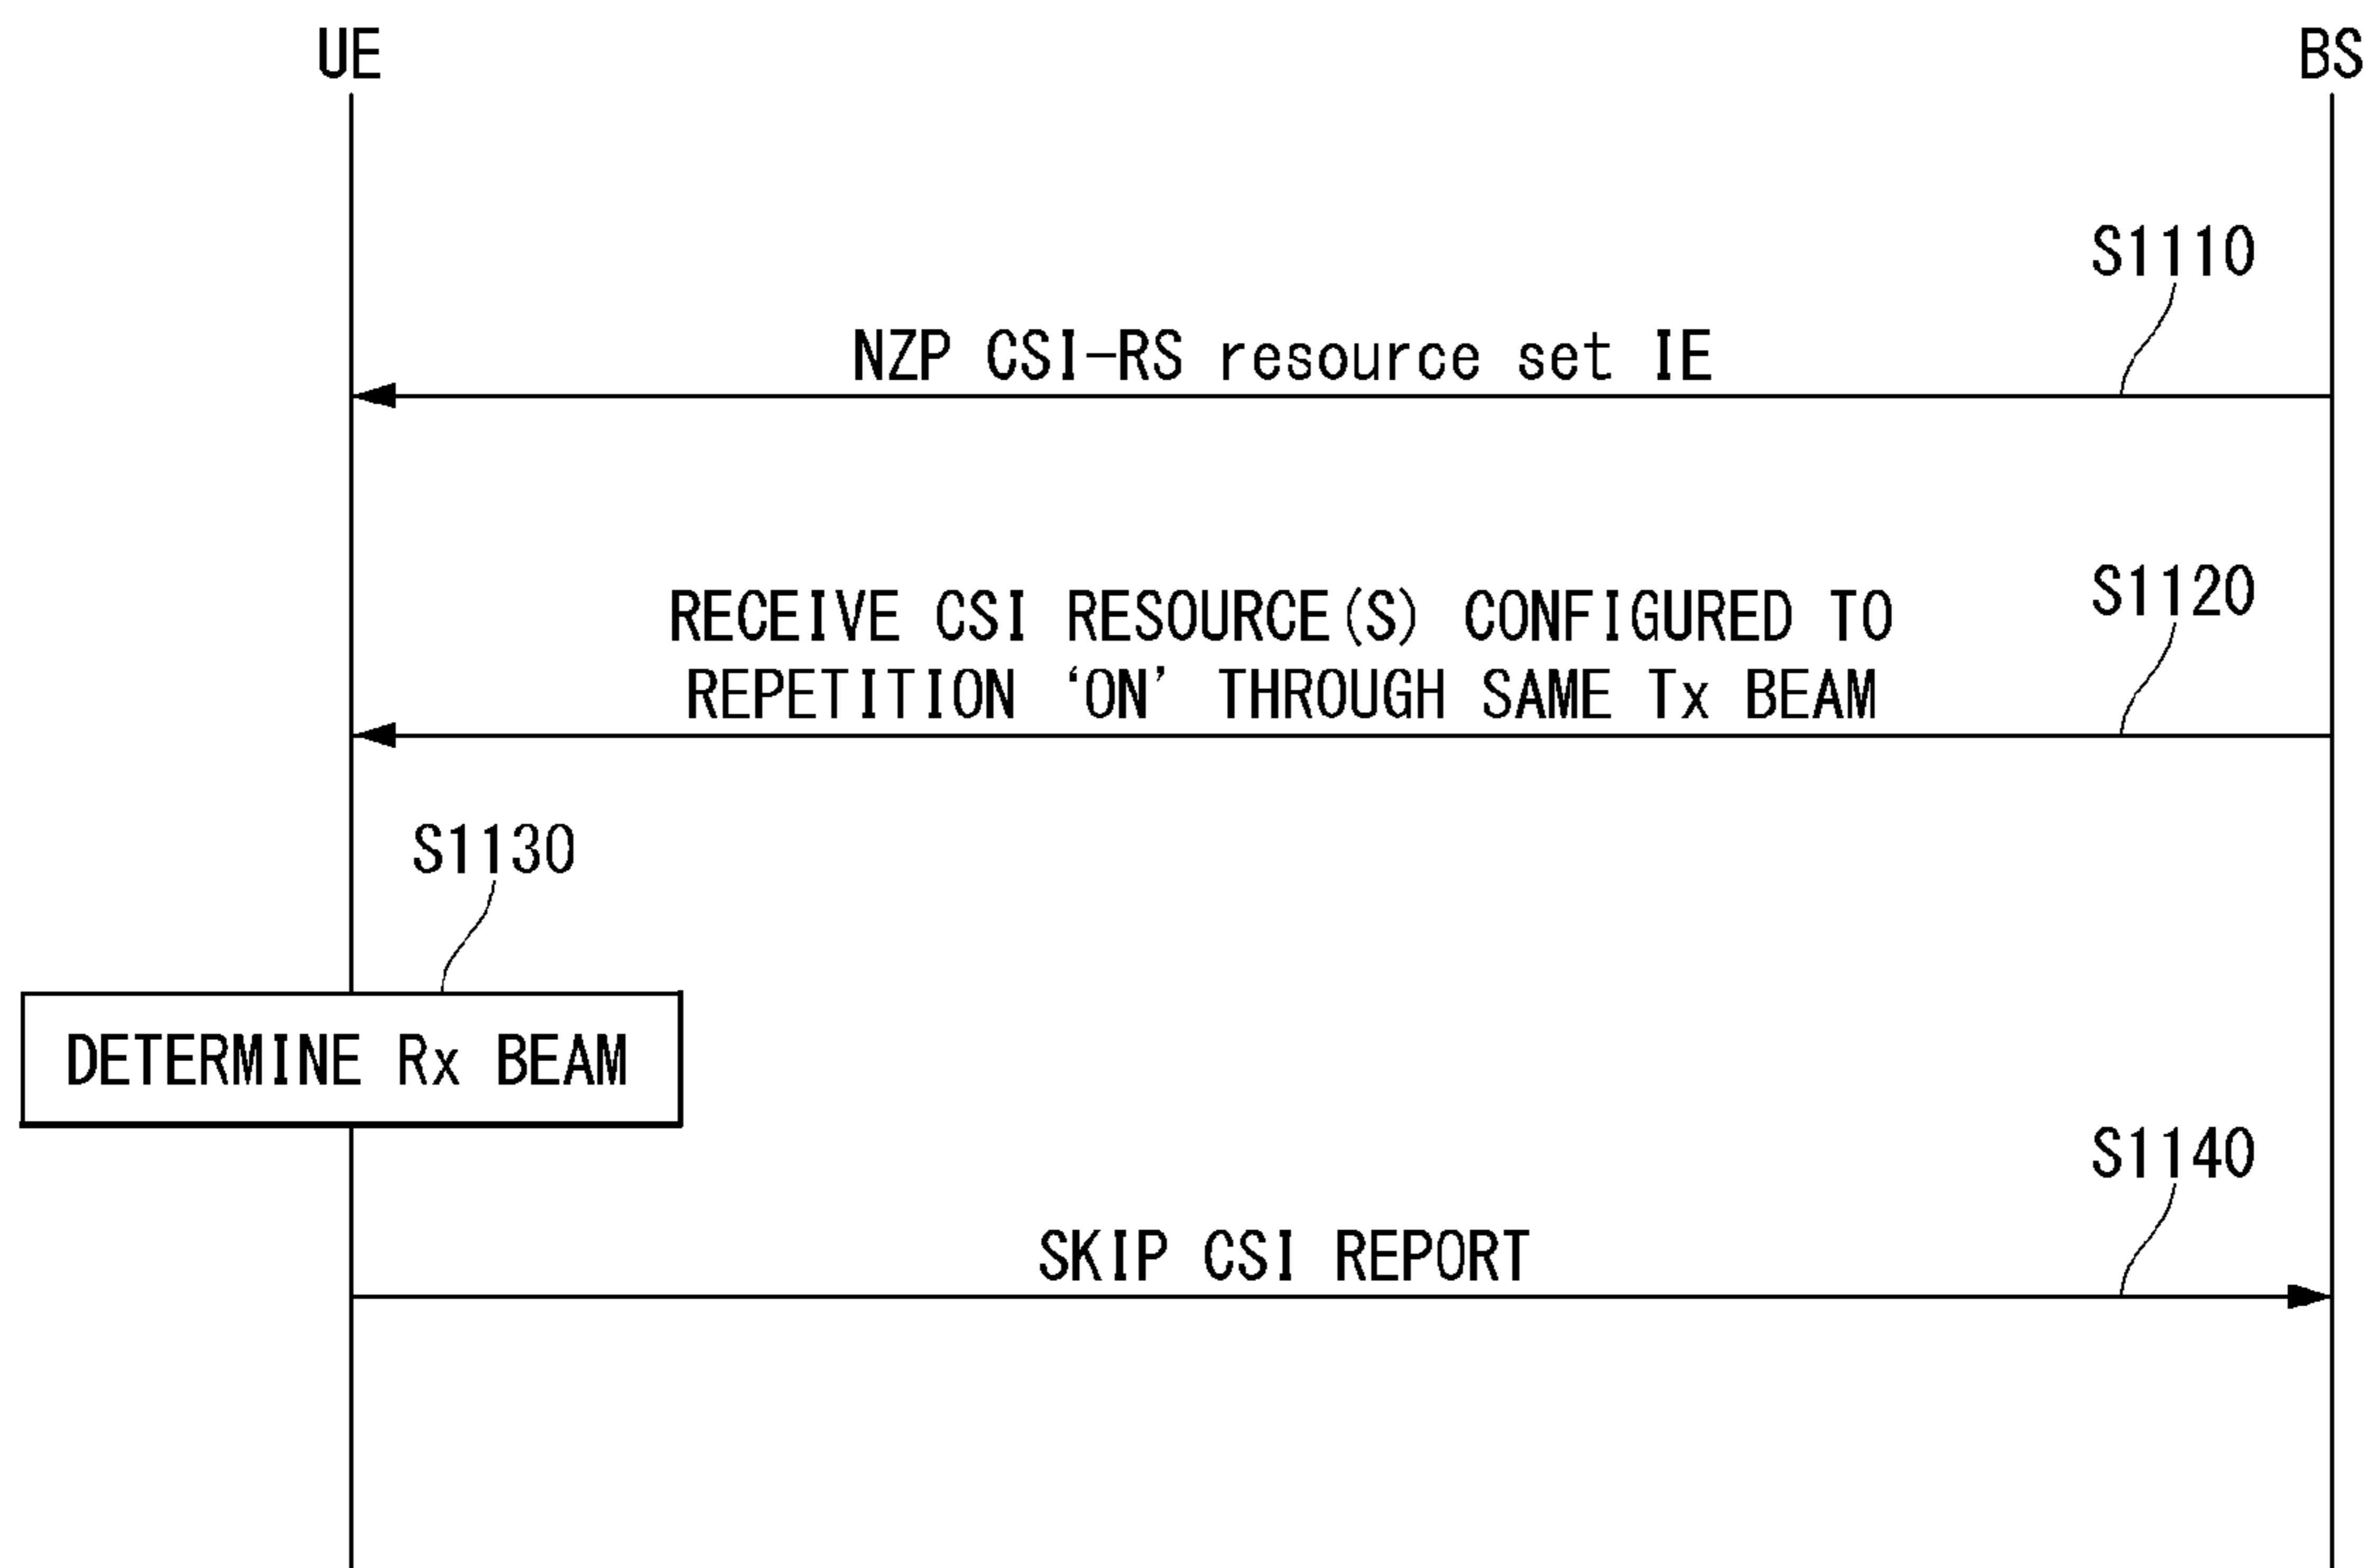 UE
BS
S1110
NZP CSI-RS resource set IE
S1120
RECEIVE CSI RESOURCE(S) CONFIGURED TO
REPETITION ‘ON’ THROUGH SAME Tx BEAM
S1130
DETERMINE Rx BEAM
S1140
SKIP CSI REPORT